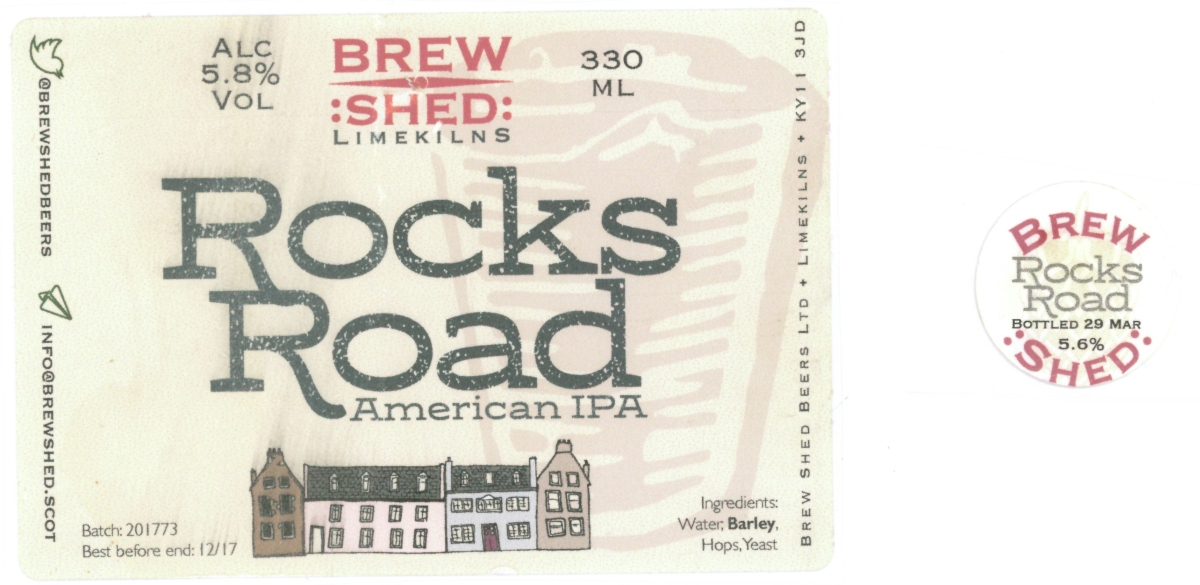 @BREWSHEDBEERS
INFO@BREWSHED.SCOT
ALC
5.8%
VOL
BREW
:SHED:
LIMEKILNS
330
ML
Rocks
Road
American IPA
Batch: 201773
Best before end: 12/17
Ingredients:
Water, Barley,
Hops, Yeast
BREW SHED BEERS LTD + LIMEKILNS + KY11 3JD
BREW
Rocks
Road
BOTTLED 29 MAR
5.6%
:SHED: